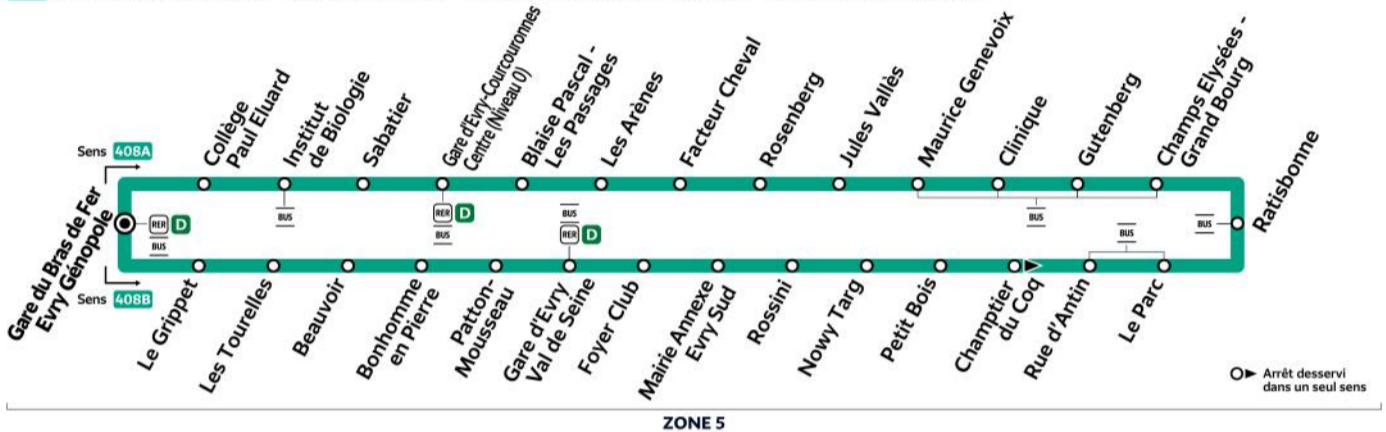 Sens 408A
Gare du Bras de Fer
Evry Génopole
Sens 408B
RER D
BUS
Collège
Paul Eluard
Institut
de Biologie
BUS
Sabatier
Gare d'Evry-Courcouronnes
Centre (Niveau 0)
RER D
BUS
Blaise Pascal -
Les Passages
Les Arènes
Facteur Cheval
Rosenberg
Jules Vallès
Maurice Genevoix
Clinique
Gutenberg
Champs Elysées -
Grand Bourg
BUS
Ratisbonne
BUS
Le Grippet
Les Tourelles
Beauvoir
Bonhomme
en Pierre
Patton-
Mousseau
BUS
RER D
Gare d'Evry
Val de Seine
Foyer Club
Mairie Annexe
Evry Sud
Rossini
Nowy Targ
Petit Bois
Champtier
du Coq
BUS
Rue d'Antin
Le Parc
Arrêt desservi
dans un seul sens
ZONE 5